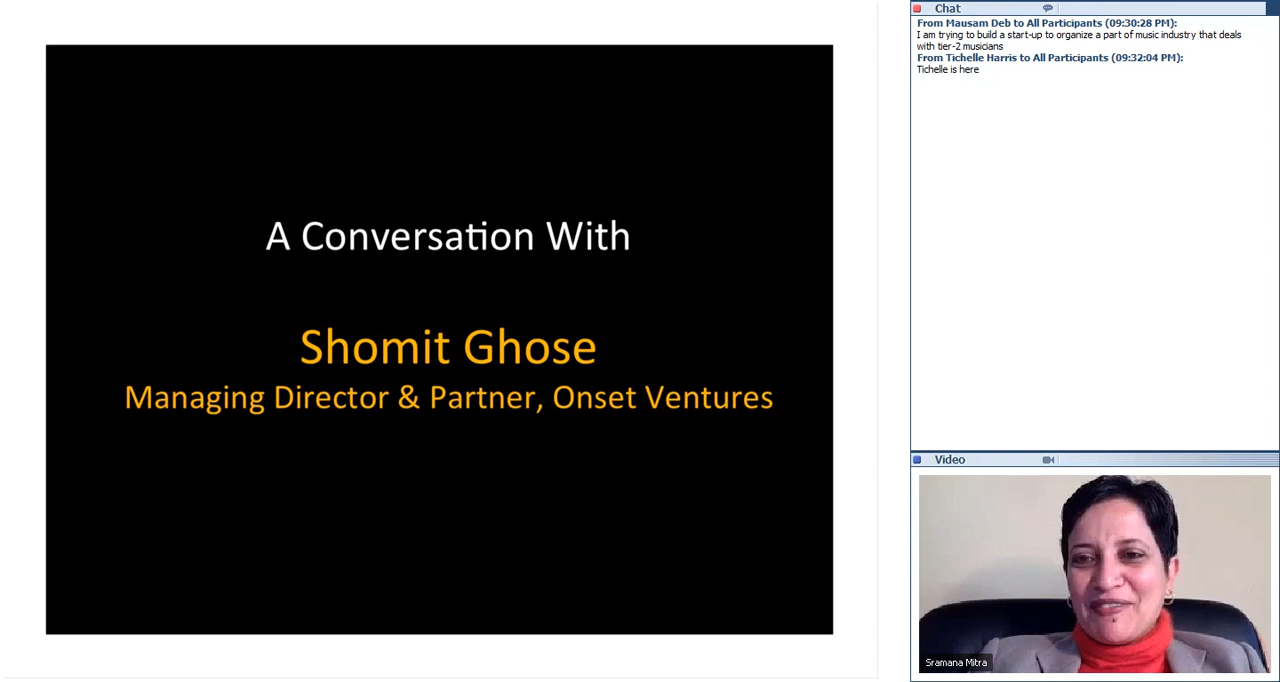 A Conversation With
Shomit Ghose
Managing Director & Partner, Onset Ventures
Chat
From Mausam Deb to All Participants (09:30:28 PM):
I am trying to build a start-up to organize a part of music industry that deals
with tier-2 musicians
From Tichelle Harris to All Participants (09:32:04 PM):
Tichelle is here
Video
Sramana Mitra